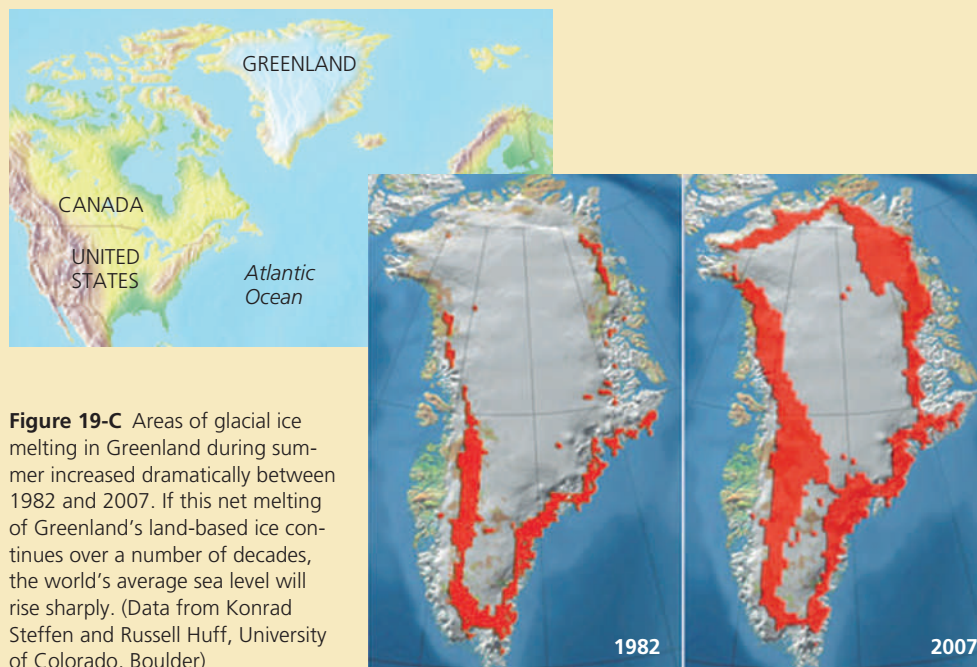 GREENLAND
CANADA
UNITED
STATES
Atlantic
Ocean
Figure 19-C Areas of glacial ice
melting in Greenland during sum-
mer increased dramatically between
1982 and 2007. If this net melting
of Greenland's land-based ice con-
tinues over a number of decades,
the world's average sea level will
rise sharply. (Data from Konrad
Steffen and Russell Huff, University
of Colorado, Boulder)
1982
2007